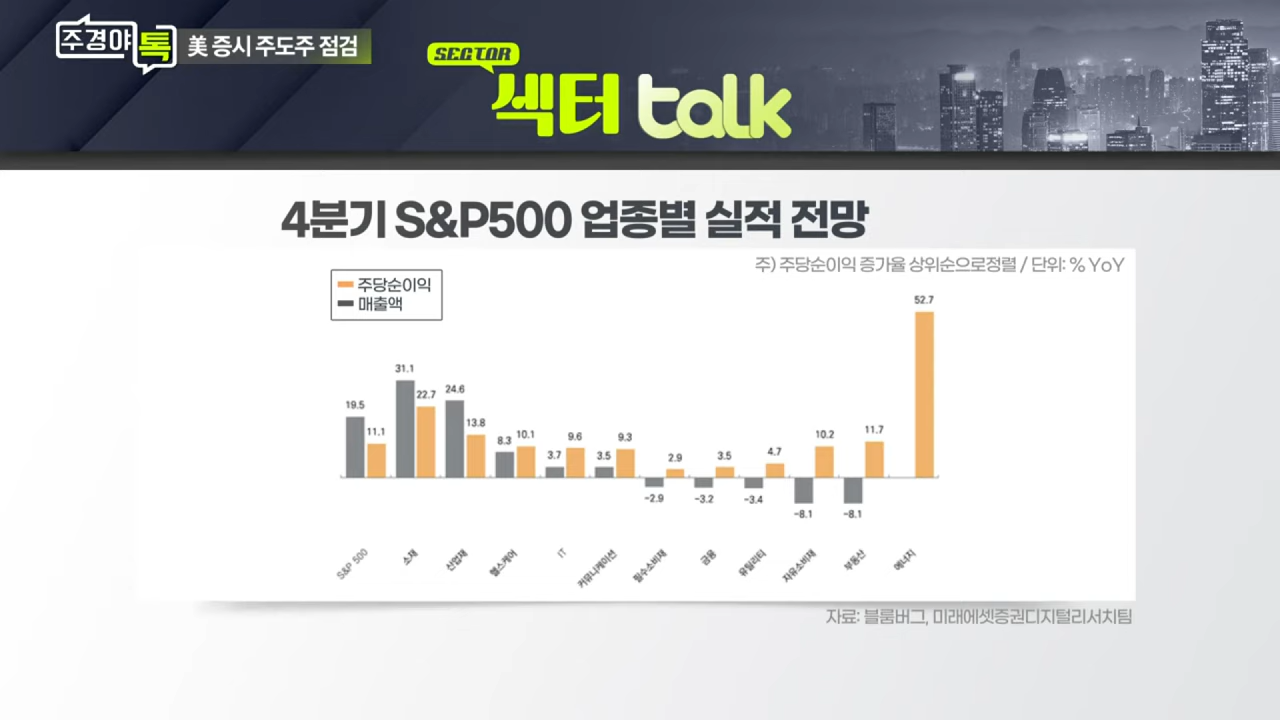 주경야톡
美 증시 주도주 점검
SECTOR
섹터 talk
4분기 S&P500 업종별 실적 전망
주) 주당순이익 증가율 상위순으로정렬 / 단위: % YoY
주당순이익
매출액
19.5 11.1 31.1 22.7 24.6 13.8 8.3 10.1 3.7 9.6 3.5 9.3 -2.9 2.9 -3.2 3.5 -3.4 4.7 -8.1 10.2 -8.1 11.7 52.7
S&P 500 소재 산업재 헬스케어 IT 커뮤니케이션 필수소비재 금융 유틸리티 자유소비재 부동산 에너지
자료: 블룸버그, 미래에셋증권디지털리서치팀